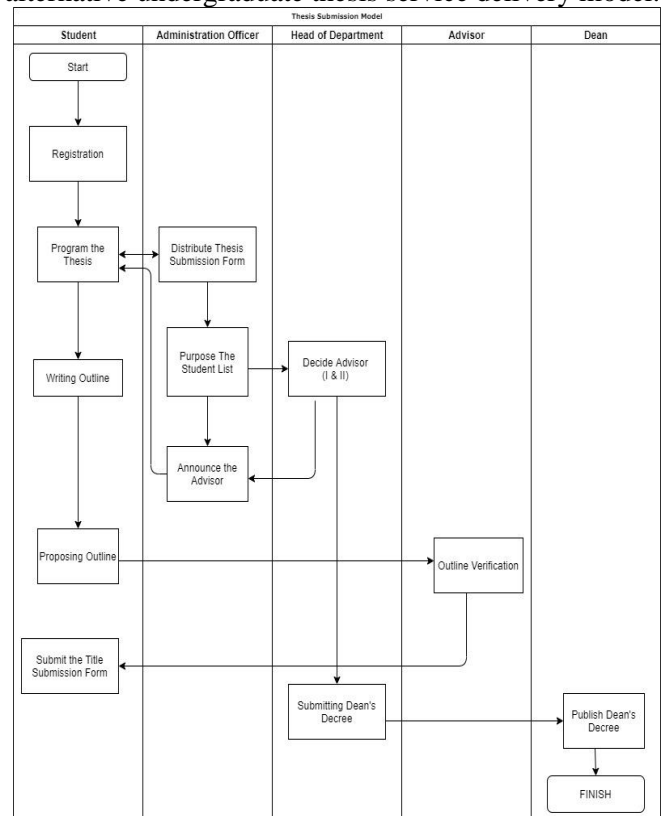 alternative undergraduate thesis service delivery model.
Thesis Submission Model
Student
Administration Officer
Head of Department
Advisor
Dean
Start
Registration
Program the
Thesis
Distribute Thesis
Submission Form
Purpose The
Student List
Decide Advisor
(I & II)
Writing Outline
Announce the
Advisor
Proposing Outline
Outline Verification
Submit the Title
Submission Form
Submitting Dean's
Decree
Publish Dean's
Decree
FINISH